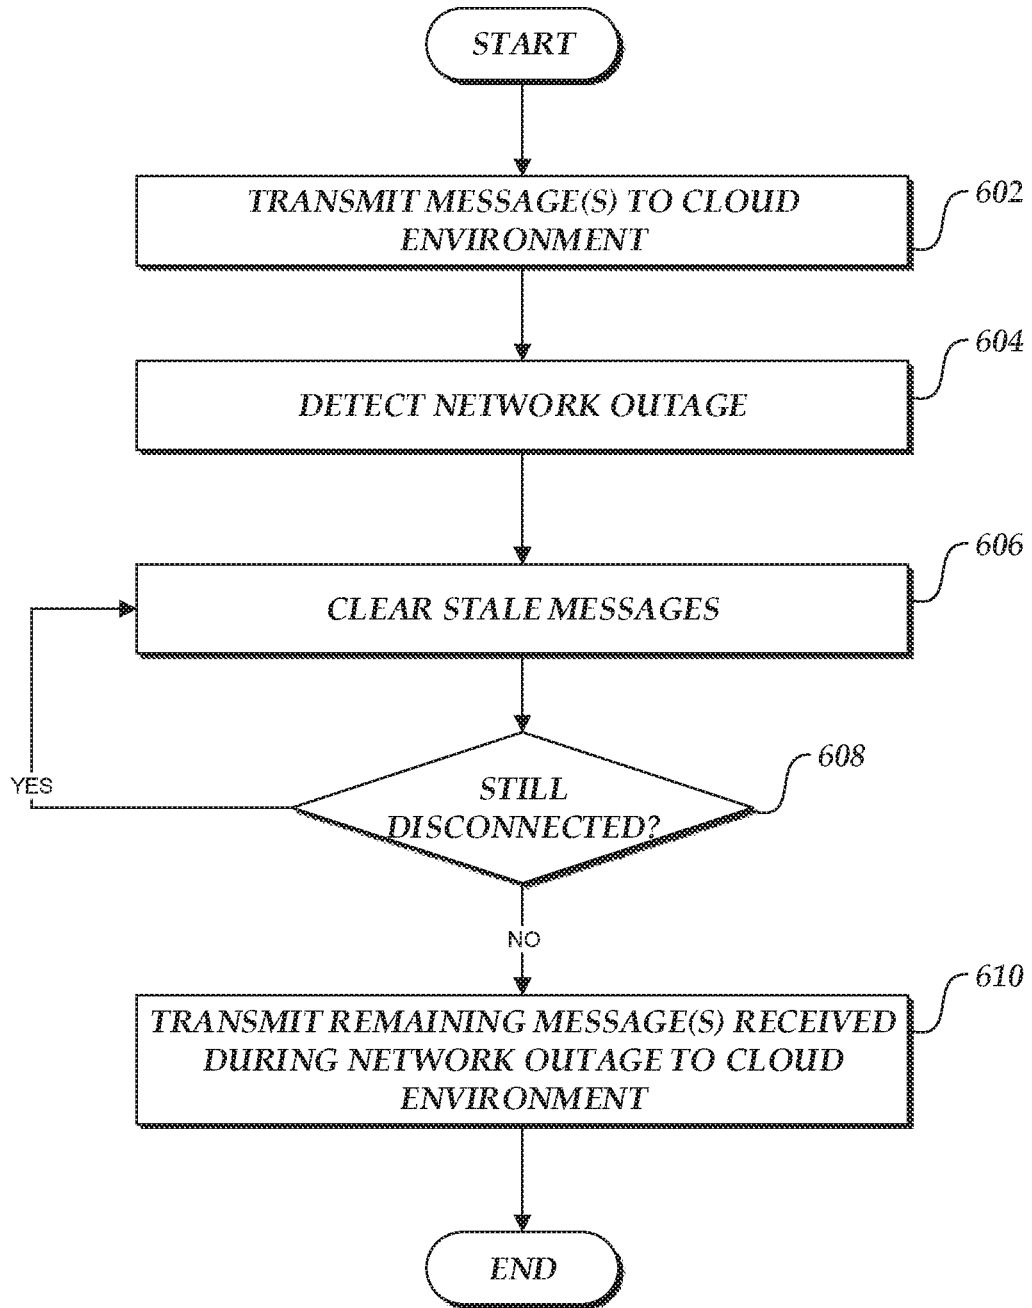 START
TRANSMIT MESSAGE(S) TO CLOUD
ENVIRONMENT
602
DETECT NETWORK OUTAGE
604
CLEAR STALE MESSAGES
606
STILL
DISCONNECTED?
608
YES
NO
TRANSMIT REMAINING MESSAGE(S) RECEIVED
DURING NETWORK OUTAGE TO CLOUD
ENVIRONMENT
610
END